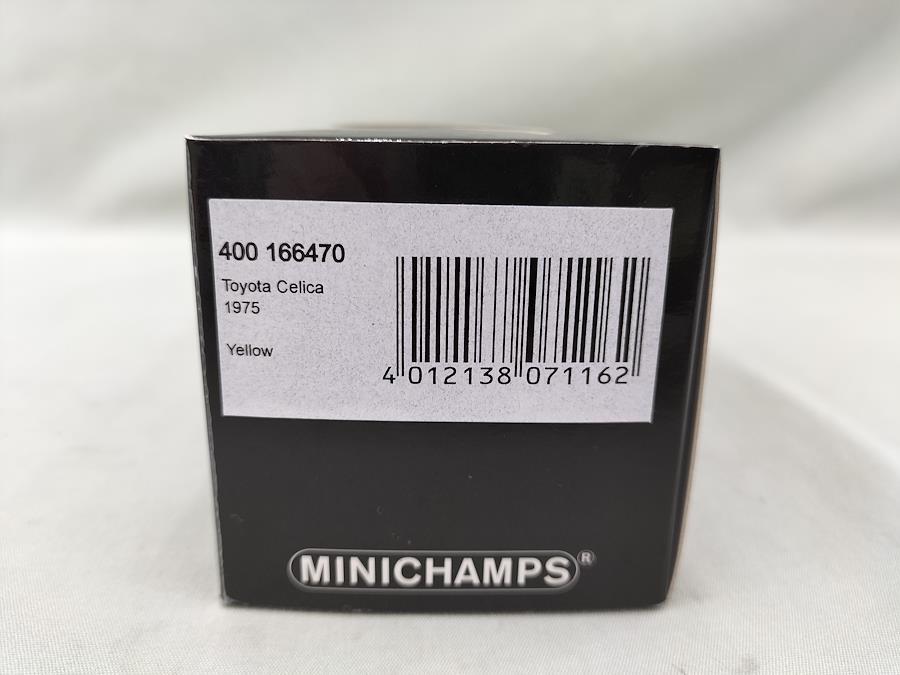 400 166470
Toyota Celica
1975
Yellow
4 012138 071162
MINICHAMPS®